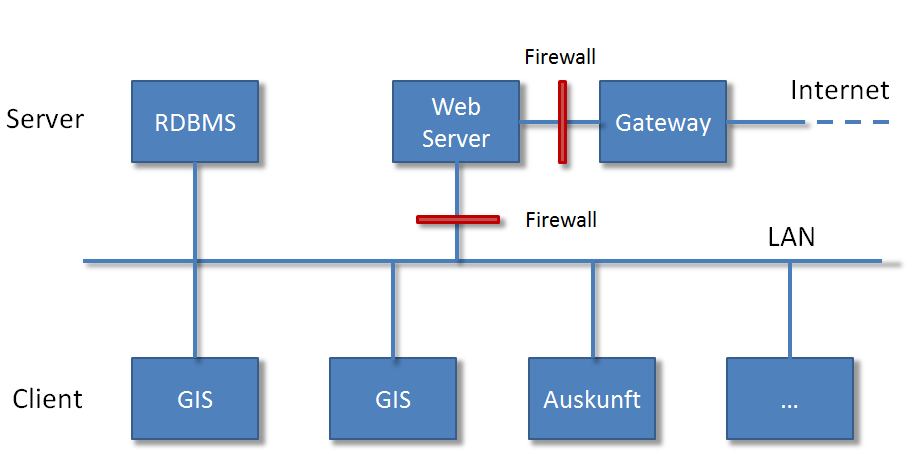 Firewall
Internet
Server
RDBMS
Web
Server
Gateway
Firewall
LAN
Client
GIS
GIS
Auskunft
...